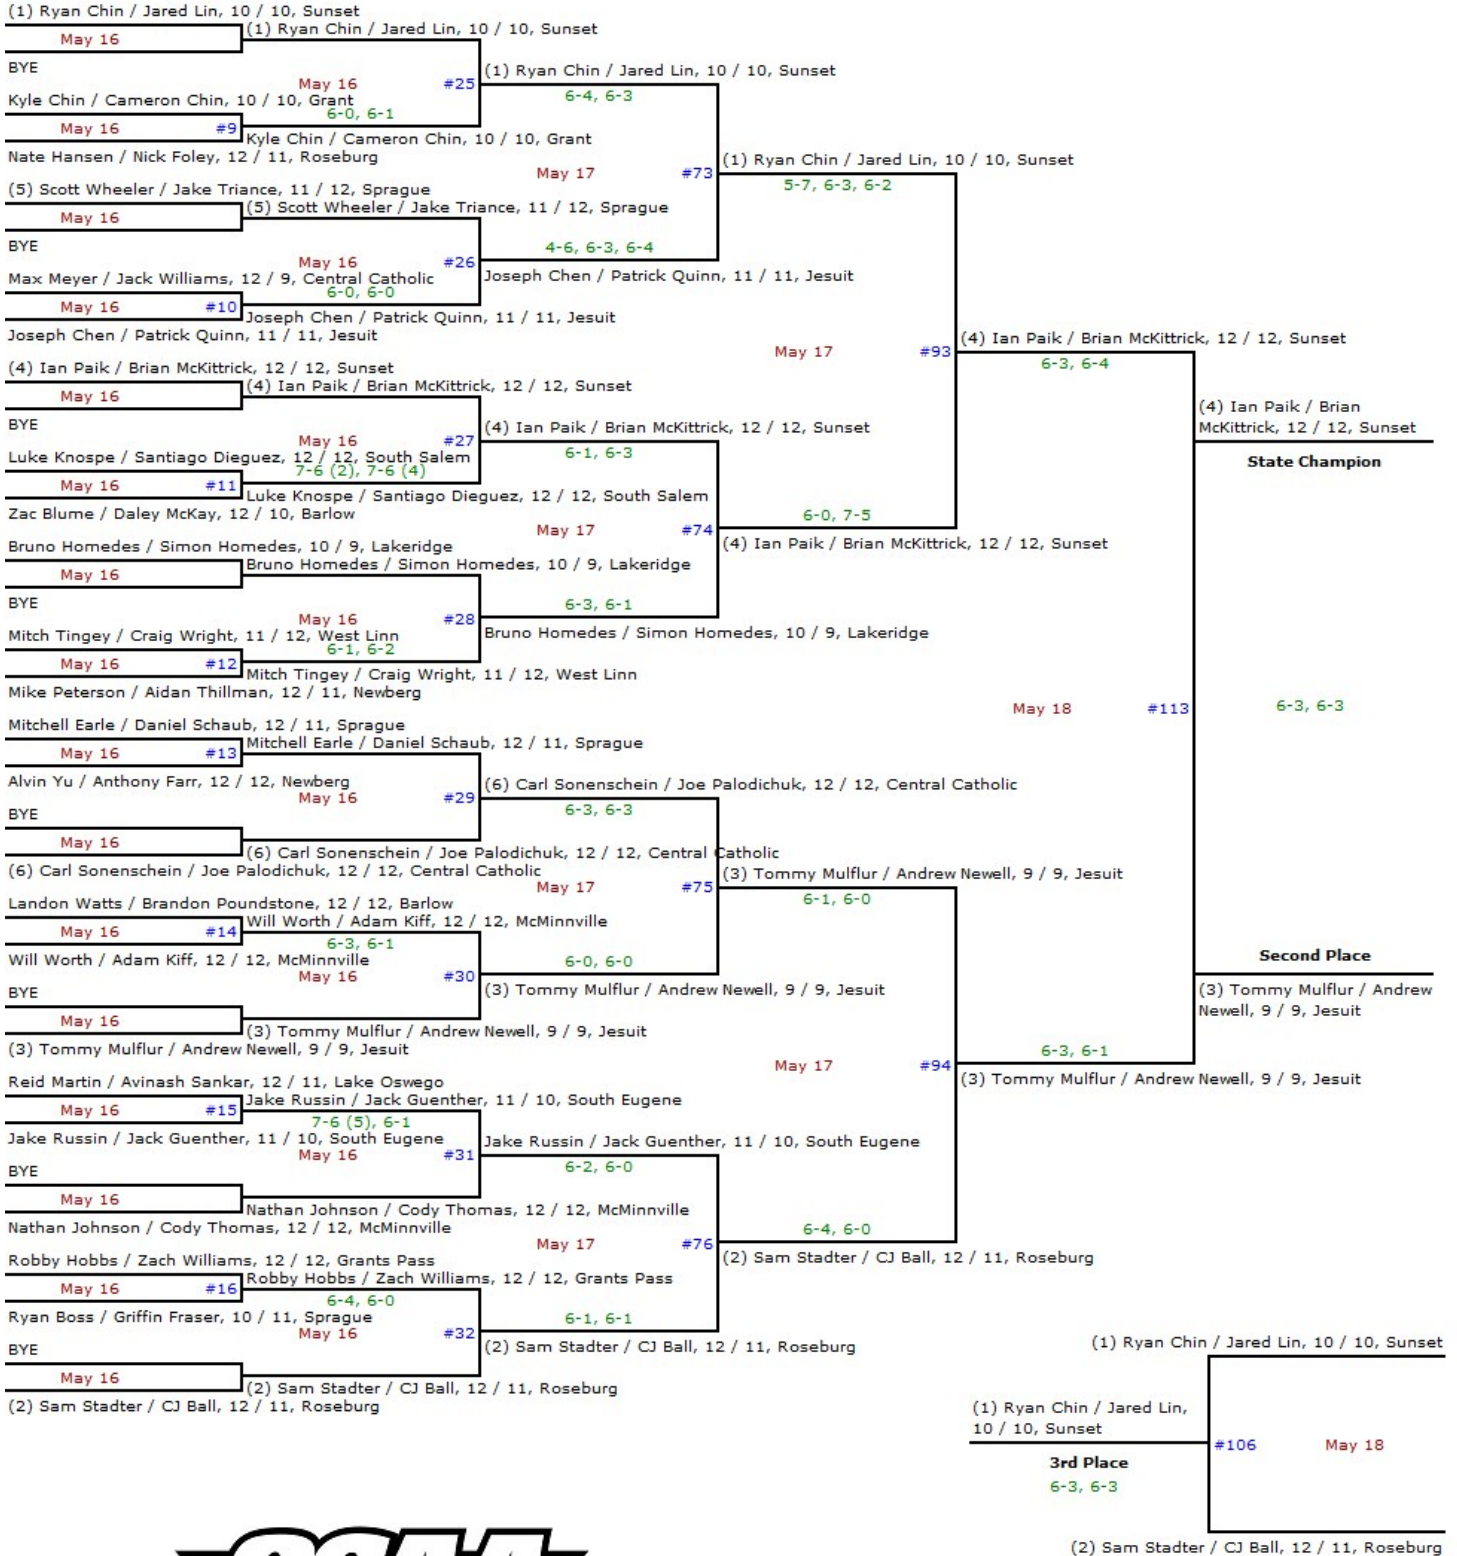 (1) Ryan Chin / Jared Lin, 10 / 10, Sunset
May 16
(1) Ryan Chin / Jared Lin, 10 / 10, Sunset
BYE
May 16 #25
(1) Ryan Chin / Jared Lin, 10 / 10, Sunset
6-4, 6-3
Kyle Chin / Cameron Chin, 10 / 10, Grant
6-0, 6-1
May 16 #9
Kyle Chin / Cameron Chin, 10 / 10, Grant
Nate Hansen / Nick Foley, 12 / 11, Roseburg
May 17 #73
(1) Ryan Chin / Jared Lin, 10 / 10, Sunset
5-7, 6-3, 6-2
(5) Scott Wheeler / Jake Triance, 11 / 12, Sprague
May 16
(5) Scott Wheeler / Jake Triance, 11 / 12, Sprague
BYE
May 16 #26
4-6, 6-3, 6-4
Joseph Chen / Patrick Quinn, 11 / 11, Jesuit
Max Meyer / Jack Williams, 12 / 9, Central Catholic
6-0, 6-0
May 16 #10
Joseph Chen / Patrick Quinn, 11 / 11, Jesuit
Joseph Chen / Patrick Quinn, 11 / 11, Jesuit
May 17 #93
(4) Ian Paik / Brian McKittrick, 12 / 12, Sunset
6-3, 6-4
(4) Ian Paik / Brian McKittrick, 12 / 12, Sunset
May 16
(4) Ian Paik / Brian McKittrick, 12 / 12, Sunset
BYE
May 16 #27
(4) Ian Paik / Brian McKittrick, 12 / 12, Sunset
6-1, 6-3
(4) Ian Paik / Brian
McKittrick, 12 / 12, Sunset
State Champion
Luke Knospe / Santiago Dieguez, 12 / 12, South Salem
7-6 (2), 7-6 (4)
May 16 #11
Luke Knospe / Santiago Dieguez, 12 / 12, South Salem
Zac Blume / Daley McKay, 12 / 10, Barlow
May 17 #74
6-0, 7-5
(4) Ian Paik / Brian McKittrick, 12 / 12, Sunset
Bruno Homedes / Simon Homedes, 10 / 9, Lakeridge
May 16
Bruno Homedes / Simon Homedes, 10 / 9, Lakeridge
BYE
May 16 #28
6-3, 6-1
Bruno Homedes / Simon Homedes, 10 / 9, Lakeridge
Mitch Tingey / Craig Wright, 11 / 12, West Linn
6-1, 6-2
May 16 #12
Mitch Tingey / Craig Wright, 11 / 12, West Linn
Mike Peterson / Aidan Thillman, 12 / 11, Newberg
May 18 #113
6-3, 6-3
Mitchell Earle / Daniel Schaub, 12 / 11, Sprague
May 16 #13
Mitchell Earle / Daniel Schaub, 12 / 11, Sprague
Alvin Yu / Anthony Farr, 12 / 12, Newberg
May 16 #29
(6) Carl Sonenschein / Joe Palodichuk, 12 / 12, Central Catholic
6-3, 6-3
BYE
May 16
(6) Carl Sonenschein / Joe Palodichuk, 12 / 12, Central Catholic
(6) Carl Sonenschein / Joe Palodichuk, 12 / 12, Central Catholic
May 17 #75
(3) Tommy Mulflur / Andrew Newell, 9 / 9, Jesuit
6-1, 6-0
Landon Watts / Brandon Poundstone, 12 / 12, Barlow
May 16 #14
Will Worth / Adam Kiff, 12 / 12, McMinnville
6-3, 6-1
Will Worth / Adam Kiff, 12 / 12, McMinnville
May 16 #30
6-0, 6-0
(3) Tommy Mulflur / Andrew Newell, 9 / 9, Jesuit
BYE
May 16
(3) Tommy Mulflur / Andrew Newell, 9 / 9, Jesuit
(3) Tommy Mulflur / Andrew Newell, 9 / 9, Jesuit
Second Place
(3) Tommy Mulflur / Andrew
Newell, 9 / 9, Jesuit
May 17 #94
6-3, 6-1
(3) Tommy Mulflur / Andrew Newell, 9 / 9, Jesuit
Reid Martin / Avinash Sankar, 12 / 11, Lake Oswego
May 16 #15
Jake Russin / Jack Guenther, 11 / 10, South Eugene
7-6 (5), 6-1
Jake Russin / Jack Guenther, 11 / 10, South Eugene
May 16 #31
Jake Russin / Jack Guenther, 11 / 10, South Eugene
6-2, 6-0
BYE
May 16
Nathan Johnson / Cody Thomas, 12 / 12, McMinnville
Nathan Johnson / Cody Thomas, 12 / 12, McMinnville
May 17 #76
6-4, 6-0
(2) Sam Stadter / CJ Ball, 12 / 11, Roseburg
Robby Hobbs / Zach Williams, 12 / 12, Grants Pass
May 16 #16
Robby Hobbs / Zach Williams, 12 / 12, Grants Pass
6-4, 6-0
Ryan Boss / Griffin Fraser, 10 / 11, Sprague
May 16 #32
6-1, 6-1
(2) Sam Stadter / CJ Ball, 12 / 11, Roseburg
BYE
May 16
(2) Sam Stadter / CJ Ball, 12 / 11, Roseburg
(2) Sam Stadter / CJ Ball, 12 / 11, Roseburg
(1) Ryan Chin / Jared Lin, 10 / 10, Sunset
(1) Ryan Chin / Jared Lin,
10 / 10, Sunset
#106 May 18
3rd Place
6-3, 6-3
(2) Sam Stadter / CJ Ball, 12 / 11, Roseburg